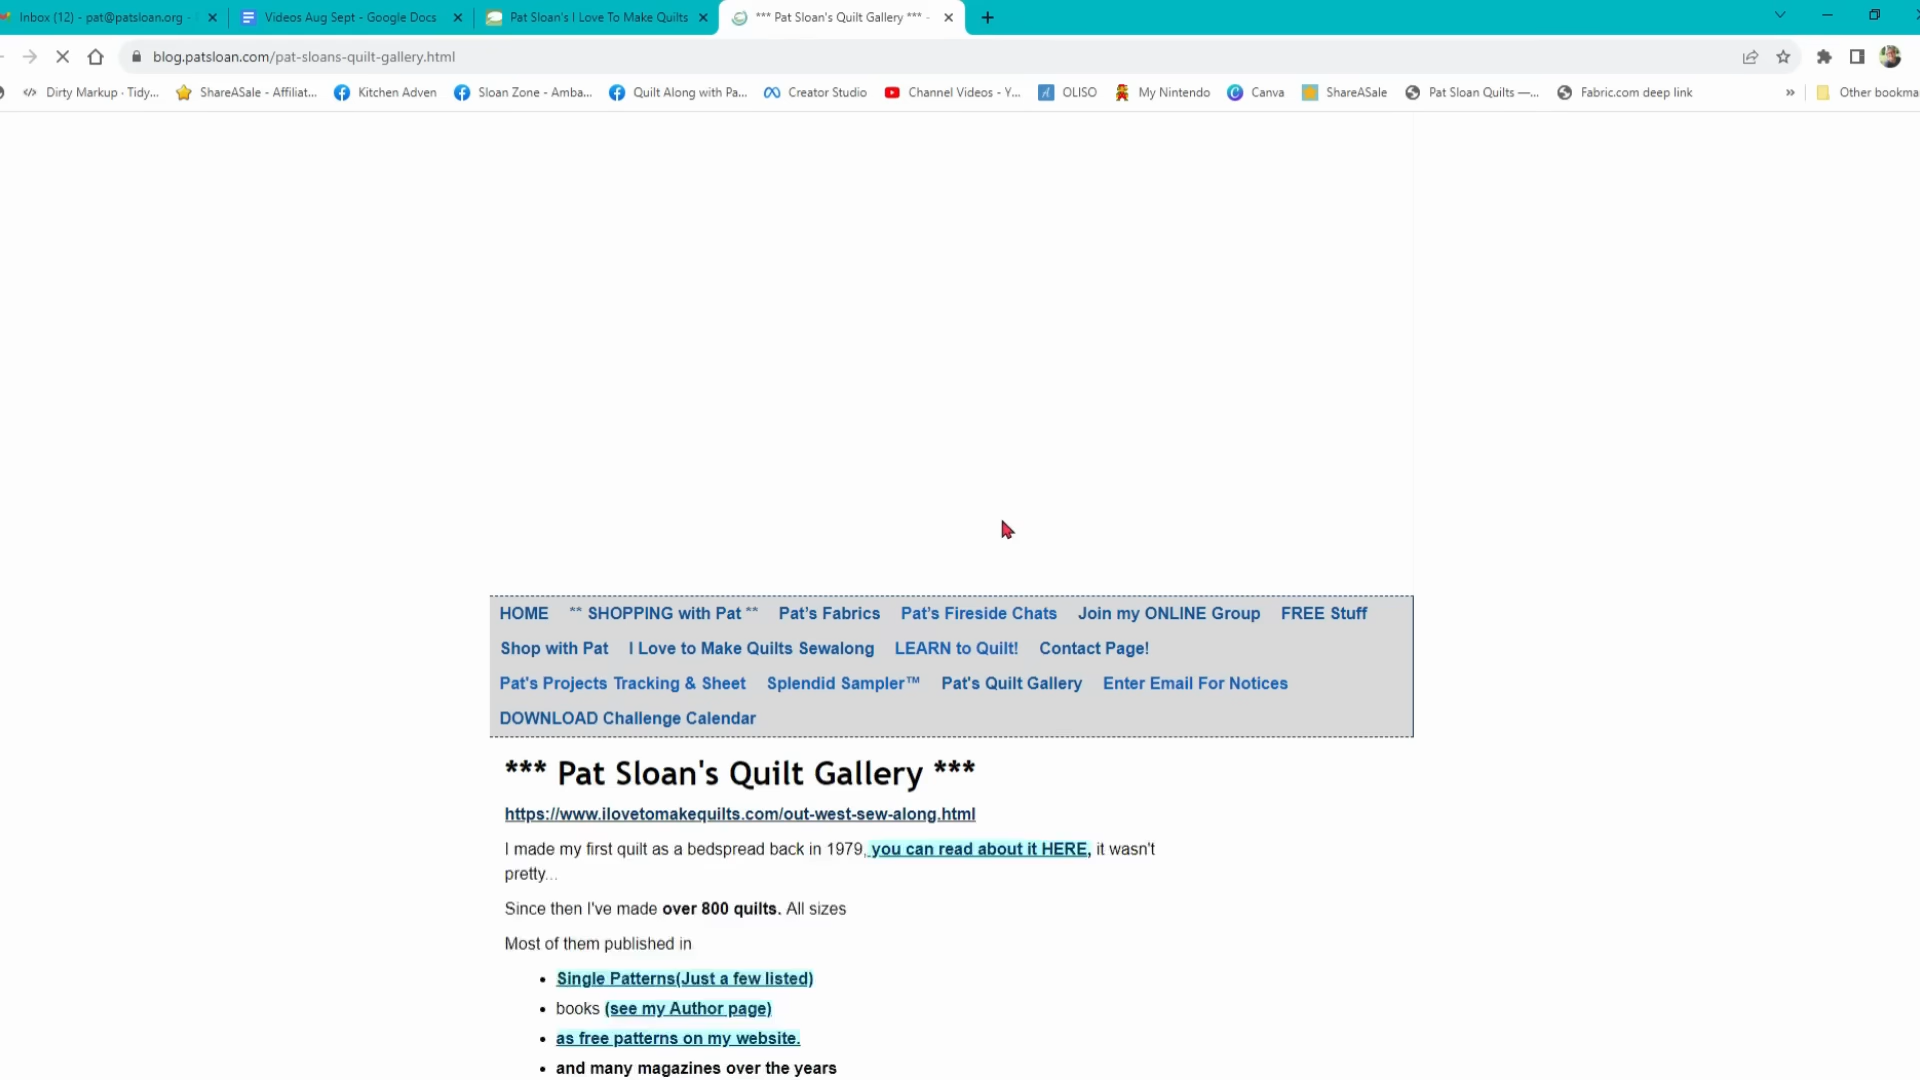 Inbox (12) - pat@patsloan.org - Videos Aug Sept - Google Docs Pat Sloan's I Love To Make Quilts *** Pat Sloan's Quilt Gallery *** -
blog.patsloan.com/pat-sloans-quilt-gallery.html
Dirty Markup · Tidy... ShareASale - Affiliat... Kitchen Adven Sloan Zone - Amba... Quilt Along with Pa... Creator Studio Channel Videos - Y... OLISO My Nintendo Canva ShareASale Pat Sloan Quilts —... Fabric.com deep link » Other bookma
HOME ** SHOPPING with Pat ** Pat's Fabrics Pat's Fireside Chats Join my ONLINE Group FREE Stuff
Shop with Pat I Love to Make Quilts Sewalong LEARN to Quilt! Contact Page!
Pat's Projects Tracking & Sheet Splendid Sampler™ Pat's Quilt Gallery Enter Email For Notices
DOWNLOAD Challenge Calendar
*** Pat Sloan's Quilt Gallery ***
https://www.ilovetomakequilts.com/out-west-sew-along.html
I made my first quilt as a bedspread back in 1979, you can read about it HERE, it wasn't
pretty...
Since then I've made over 800 quilts. All sizes
Most of them published in
• Single Patterns(Just a few listed)
• books (see my Author page)
• as free patterns on my website.
• and many magazines over the years